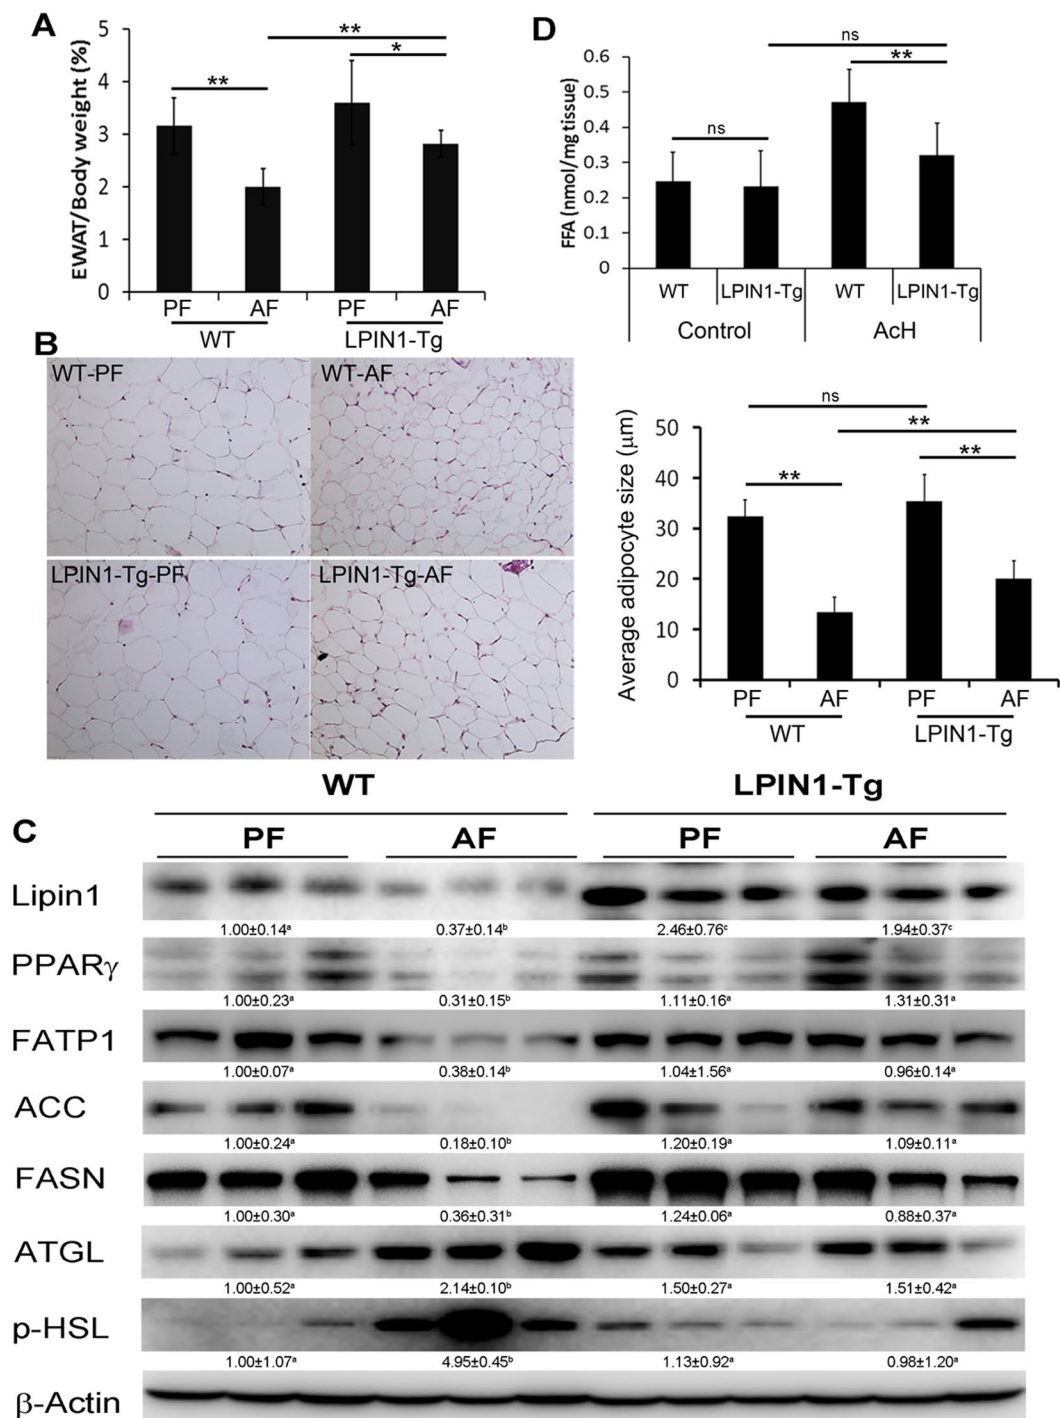 A
EWAT/Body weight (%)
5
4
3
2
1
0
**
**
*
PF AF PF AF
WT LPIN1-Tg
D
FFA (nmol/mg tissue)
0.6
0.5
0.4
0.3
0.2
0.1
0
ns
ns
**
WT LPIN1-Tg WT LPIN1-Tg
Control AcH
B
WT-PF WT-AF
LPIN1-Tg-PF LPIN1-Tg-AF
Average adipocyte size (μm)
50
40
30
20
10
0
ns
**
**
**
PF AF PF AF
WT LPIN1-Tg
C
WT LPIN1-Tg
PF AF PF AF
Lipin1
1.00±0.14ᵃ 0.37±0.14ᵇ 2.46±0.76ᶜ 1.94±0.37ᶜ
PPARγ
1.00±0.23ᵃ 0.31±0.15ᵇ 1.11±0.16ᵃ 1.31±0.31ᵃ
FATP1
1.00±0.07ᵃ 0.38±0.14ᵇ 1.04±1.56ᵃ 0.96±0.14ᵃ
ACC
1.00±0.24ᵃ 0.18±0.10ᵇ 1.20±0.19ᵃ 1.09±0.11ᵃ
FASN
1.00±0.30ᵃ 0.36±0.31ᵇ 1.24±0.06ᵃ 0.88±0.37ᵃ
ATGL
1.00±0.52ᵃ 2.14±0.10ᵇ 1.50±0.27ᵃ 1.51±0.42ᵃ
p-HSL
1.00±1.07ᵃ 4.95±0.45ᵇ 1.13±0.92ᵃ 0.98±1.20ᵃ
β-Actin